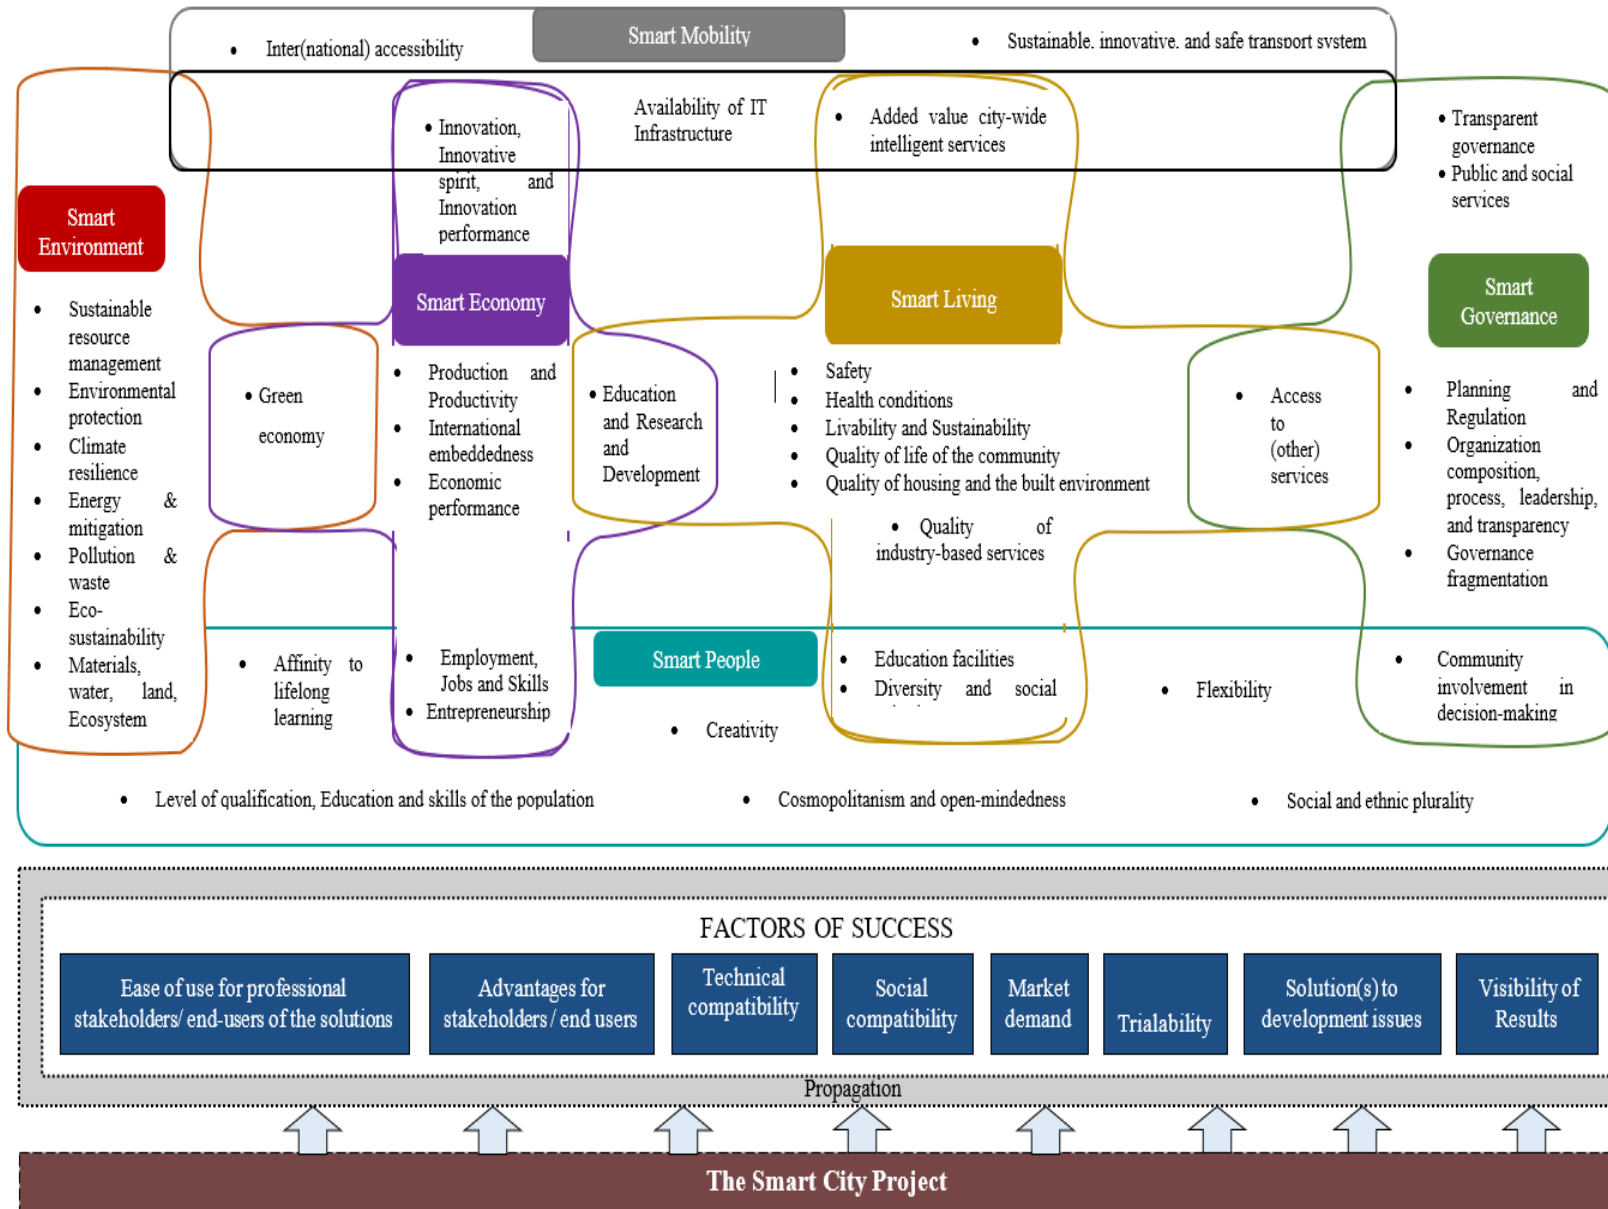 Smart Mobility
• Inter(national) accessibility
• Sustainable, innovative, and safe transport system
Availability of IT
Infrastructure
• Innovation,
Innovative
spirit, and
Innovation
performance
• Added value city-wide
intelligent services
• Transparent
governance
• Public and social
services
Smart
Environment
• Sustainable
resource
management
• Environmental
protection
• Climate
resilience
• Energy &
mitigation
• Pollution &
waste
• Eco-
sustainability
• Materials,
water, land,
Ecosystem
• Green
economy
Smart Economy
• Production and
Productivity
• International
embeddedness
• Economic
performance
• Education
and Research
and
Development
Smart Living
• Safety
• Health conditions
• Livability and Sustainability
• Quality of life of the community
• Quality of housing and the built environment
• Quality of
industry-based services
• Access
to
(other)
services
Smart
Governance
• Planning and
Regulation
• Organization
composition,
process, leadership,
and transparency
• Governance
fragmentation
• Affinity to
lifelong
learning
• Employment,
Jobs and Skills
• Entrepreneurship
Smart People
• Creativity
• Education facilities
• Diversity and social
• Flexibility
• Community
involvement in
decision-making
• Level of qualification, Education and skills of the population
• Cosmopolitanism and open-mindedness
• Social and ethnic plurality
FACTORS OF SUCCESS
Ease of use for professional
stakeholders/ end-users of the solutions
Advantages for
stakeholders / end users
Technical
compatibility
Social
compatibility
Market
demand
Trialability
Solution(s) to
development issues
Visibility of
Results
Propagation
The Smart City Project